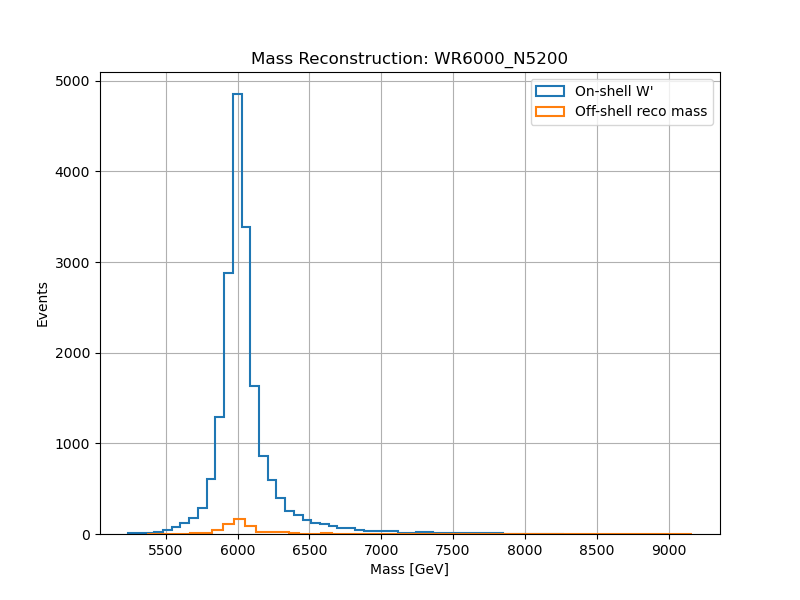 Mass Reconstruction: WR6000_N5200
On-shell W'
Off-shell reco mass
Events
5000
4000
3000
2000
1000
0
5500 6000 6500 7000 7500 8000 8500 9000
Mass [GeV]